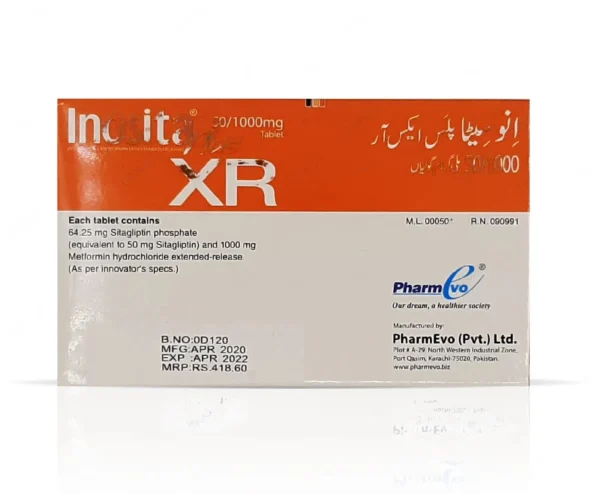 Inosita® 50/1000mg
Tablet
XR
انوسیٹا پلَس ایکس آر
Each tablet contains
64.25 mg Sitagliptin phosphate
(equivalent to 50 mg Sitagliptin) and 1000 mg
Metformin hydrochloride extended-release
(As per innovator's specs.)
M.L. 00050* R.N. 090991
PharmEvo®
Our dream, a healthier society
B.NO:0D120
MFG:APR 2020
EXP :APR 2022
MRP:RS.418.60
Manufactured by:
PharmEvo (Pvt.) Ltd.
Plot # A-29, North Western Industrial Zone,
Port Qasim, Karachi-75020, Pakistan.
www.pharmevo.biz